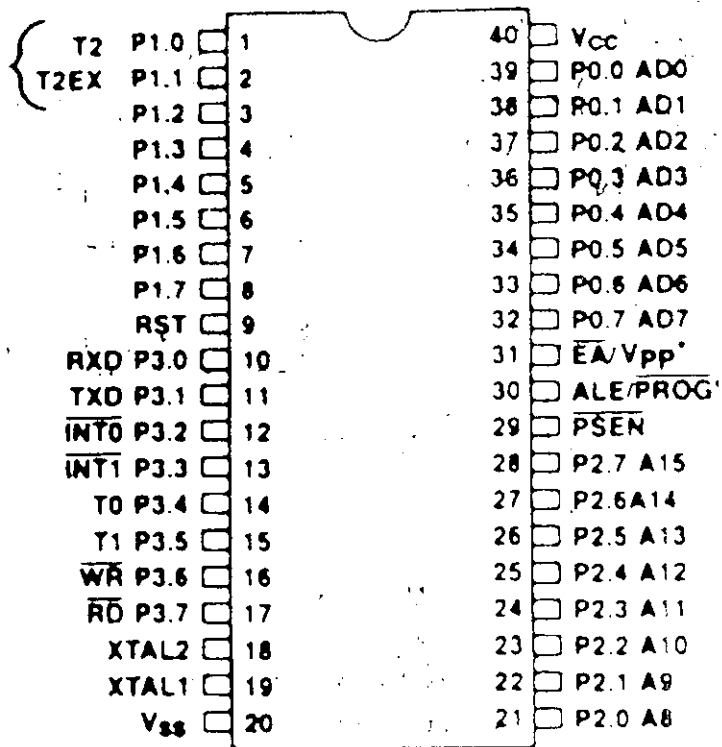 T2 P1.0 1
T2EX P1.1 2
P1.2 3
P1.3 4
P1.4 5
P1.5 6
P1.6 7
P1.7 8
RST 9
RXD P3.0 10
TXD P3.1 11
INT0 P3.2 12
INT1 P3.3 13
T0 P3.4 14
T1 P3.5 15
WR P3.6 16
RD P3.7 17
XTAL2 18
XTAL1 19
Vss 20
40 VCC
39 P0.0 AD0
38 P0.1 AD1
37 P0.2 AD2
36 P0.3 AD3
35 P0.4 AD4
34 P0.5 AD5
33 P0.6 AD6
32 P0.7 AD7
31 EA/Vpp*
30 ALE/PROG*
29 PSEN
28 P2.7 A15
27 P2.6A14
26 P2.5 A13
25 P2.4 A12
24 P2.3 A11
23 P2.2 A10
22 P2.1 A9
21 P2.0 A8